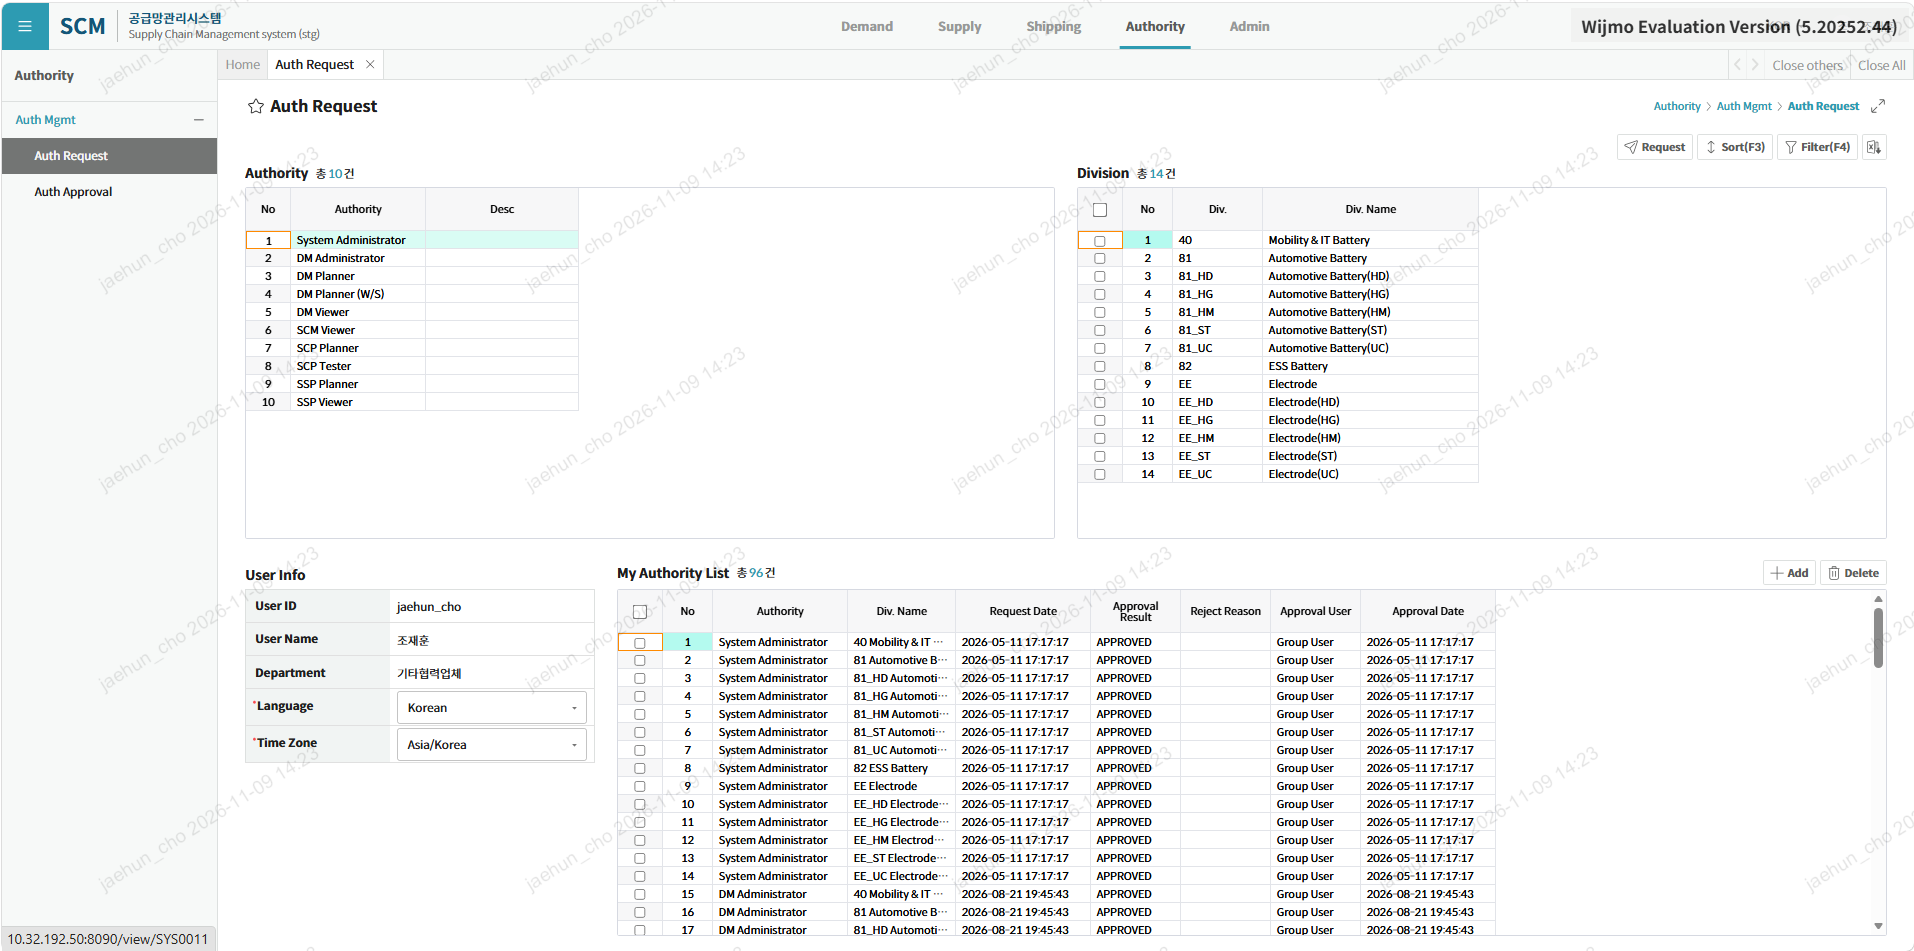 SCM 공급망관리시스템
Supply Chain Management system (stg)
Demand Supply Shipping Authority Admin
Wijmo Evaluation Version (5.20252.44)
Authority
Home Auth Request
Close others Close All
Auth Mgmt
Auth Request
Auth Approval
Auth Request
Authority > Auth Mgmt > Auth Request
Request Sort(F3) Filter(F4)
Authority 총 10 건
No Authority Desc
1 System Administrator
2 DM Administrator
3 DM Planner
4 DM Planner (W/S)
5 DM Viewer
6 SCM Viewer
7 SCP Planner
8 SCP Tester
9 SSP Planner
10 SSP Viewer
Division 총 14 건
No Div. Div. Name
1 40 Mobility & IT Battery
2 81 Automotive Battery
3 81_HD Automotive Battery(HD)
4 81_HG Automotive Battery(HG)
5 81_HM Automotive Battery(HM)
6 81_ST Automotive Battery(ST)
7 81_UC Automotive Battery(UC)
8 82 ESS Battery
9 EE Electrode
10 EE_HD Electrode(HD)
11 EE_HG Electrode(HG)
12 EE_HM Electrode(HM)
13 EE_ST Electrode(ST)
14 EE_UC Electrode(UC)
User Info
User ID jaehun_cho
User Name 조재훈
Department 기타협력업체
*Language Korean
*Time Zone Asia/Korea
My Authority List 총 96 건
Add Delete
No Authority Div. Name Request Date Approval Result Reject Reason Approval User Approval Date
1 System Administrator 40 Mobility & IT ... 2026-05-11 17:17:17 APPROVED Group User 2026-05-11 17:17:17
2 System Administrator 81 Automotive B... 2026-05-11 17:17:17 APPROVED Group User 2026-05-11 17:17:17
3 System Administrator 81_HD Automoti... 2026-05-11 17:17:17 APPROVED Group User 2026-05-11 17:17:17
4 System Administrator 81_HG Automoti... 2026-05-11 17:17:17 APPROVED Group User 2026-05-11 17:17:17
5 System Administrator 81_HM Automoti... 2026-05-11 17:17:17 APPROVED Group User 2026-05-11 17:17:17
6 System Administrator 81_ST Automoti... 2026-05-11 17:17:17 APPROVED Group User 2026-05-11 17:17:17
7 System Administrator 81_UC Automoti... 2026-05-11 17:17:17 APPROVED Group User 2026-05-11 17:17:17
8 System Administrator 82 ESS Battery 2026-05-11 17:17:17 APPROVED Group User 2026-05-11 17:17:17
9 System Administrator EE Electrode 2026-05-11 17:17:17 APPROVED Group User 2026-05-11 17:17:17
10 System Administrator EE_HD Electrode... 2026-05-11 17:17:17 APPROVED Group User 2026-05-11 17:17:17
11 System Administrator EE_HG Electrode... 2026-05-11 17:17:17 APPROVED Group User 2026-05-11 17:17:17
12 System Administrator EE_HM Electrod... 2026-05-11 17:17:17 APPROVED Group User 2026-05-11 17:17:17
13 System Administrator EE_ST Electrode... 2026-05-11 17:17:17 APPROVED Group User 2026-05-11 17:17:17
14 System Administrator EE_UC Electrode... 2026-05-11 17:17:17 APPROVED Group User 2026-05-11 17:17:17
15 DM Administrator 40 Mobility & IT ... 2026-08-21 19:45:43 APPROVED Group User 2026-08-21 19:45:43
16 DM Administrator 81 Automotive B... 2026-08-21 19:45:43 APPROVED Group User 2026-08-21 19:45:43
17 DM Administrator 81_HD Automoti... 2026-08-21 19:45:43 APPROVED Group User 2026-08-21 19:45:43
10.32.192.50:8090/view/SYS0011
jaehun_cho 2026-11-09 14:23